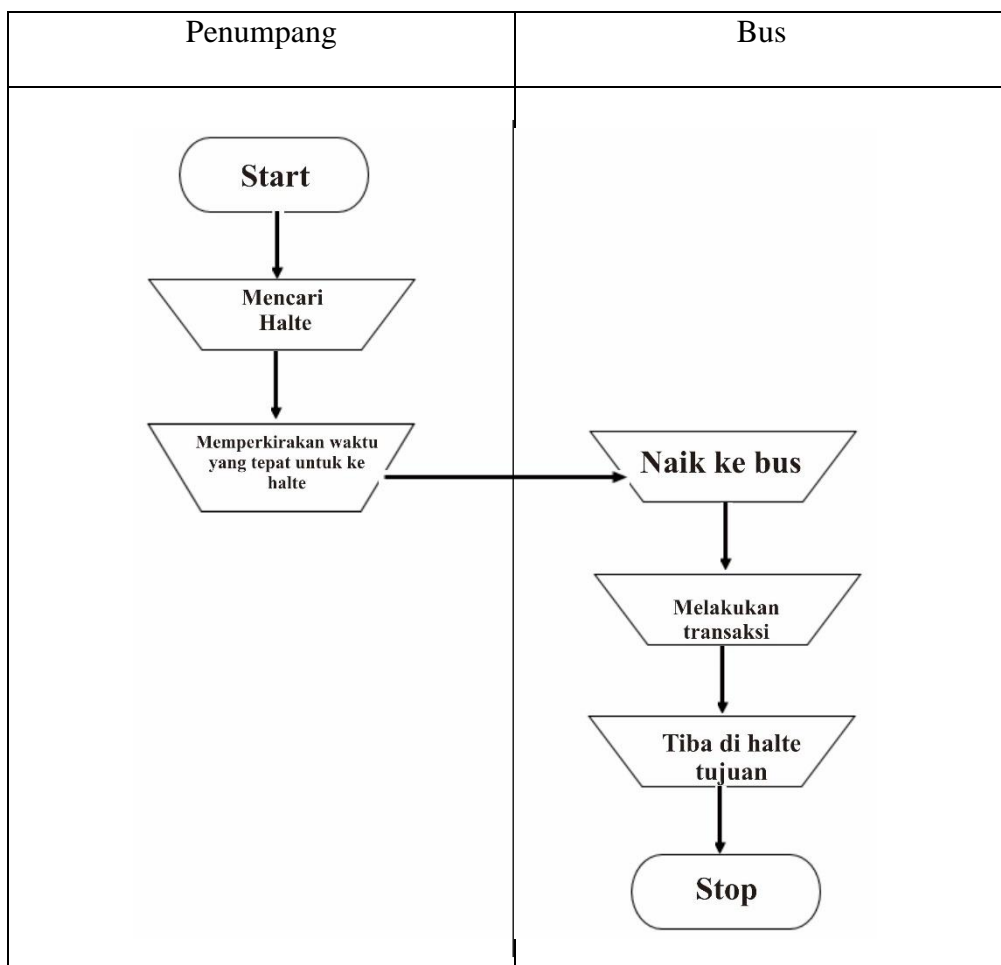 Penumpang
Bus
Start
Mencari
Halte
Memperkirakan waktu
yang tepat untuk ke
halte
Naik ke bus
Melakukan
transaksi
Tiba di halte
tujuan
Stop